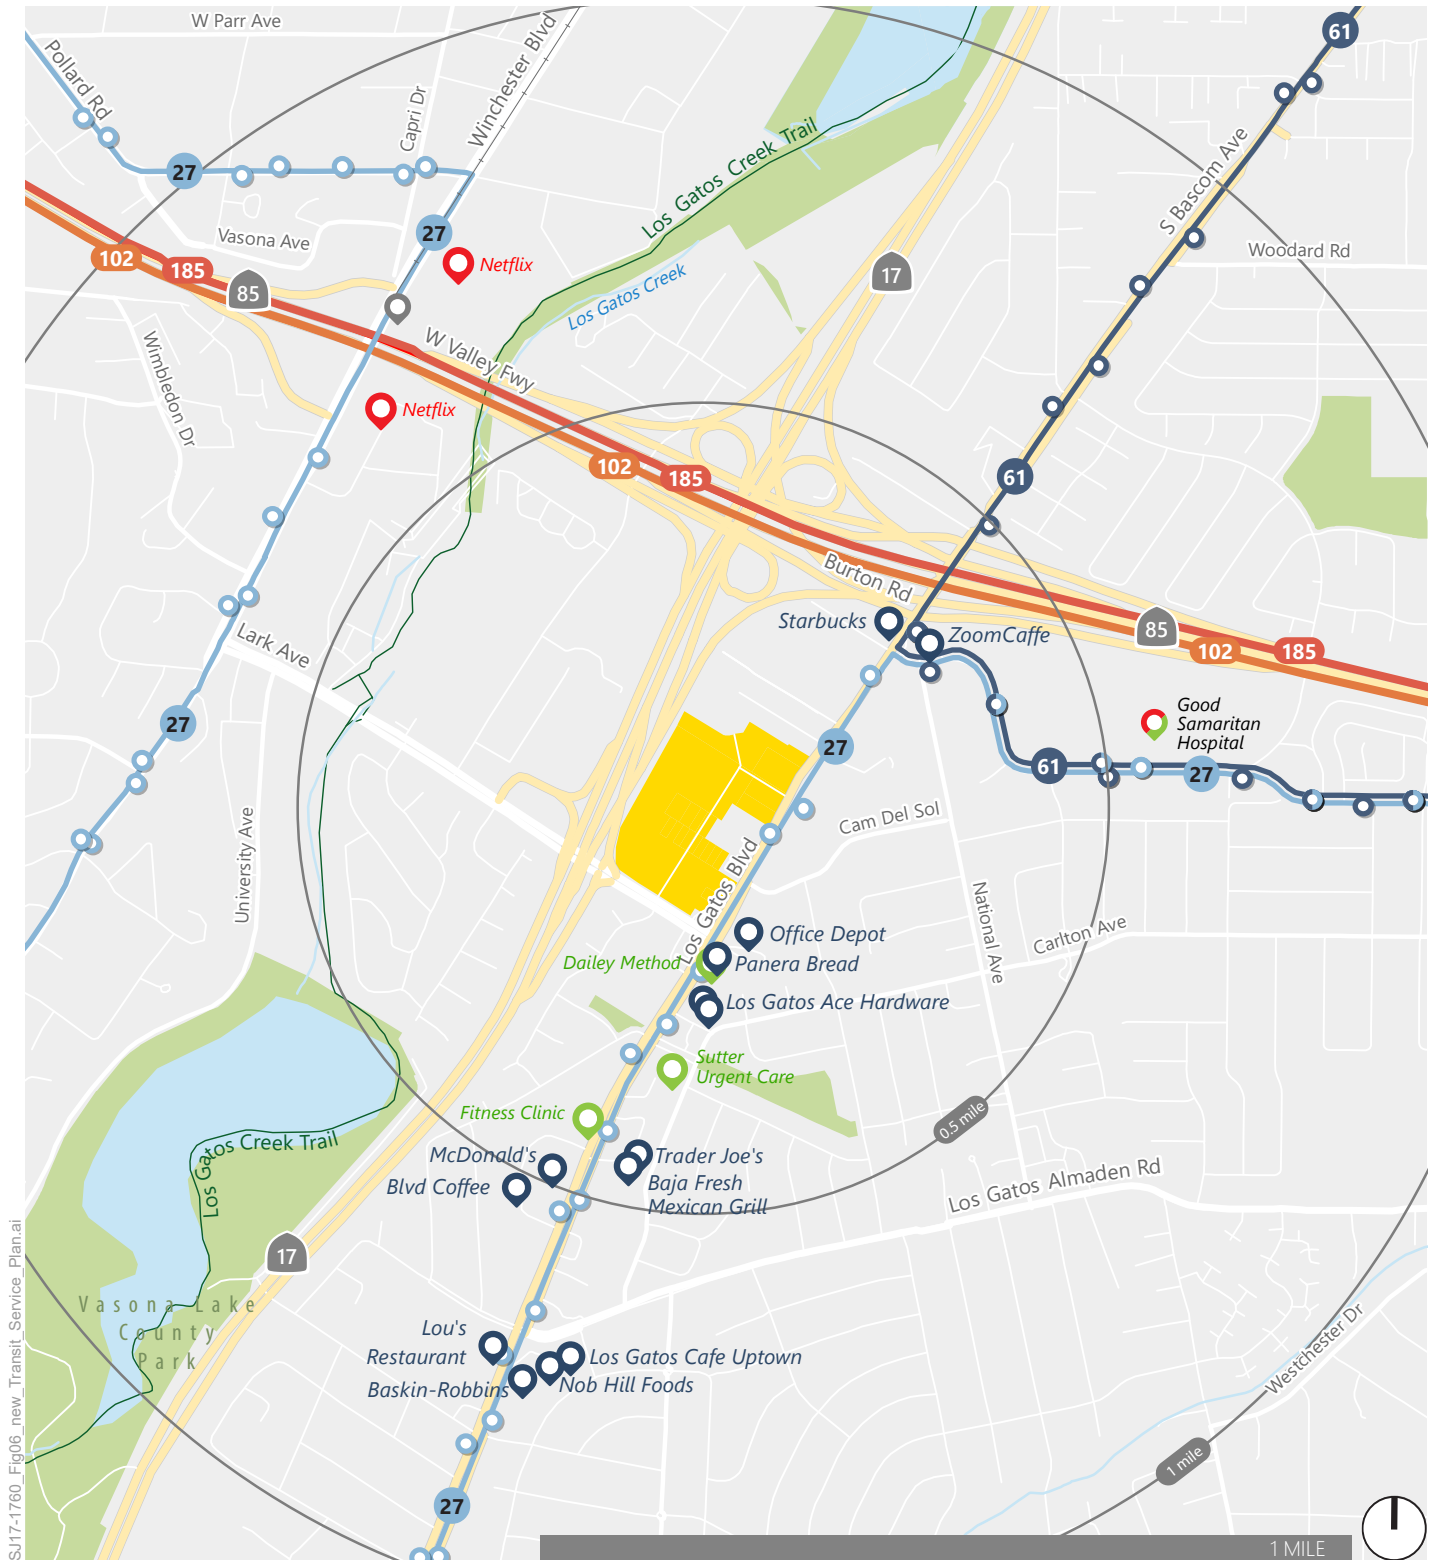 W Parr Ave
Pollard Rd
Capri Dr
Winchester Blvd
61
27
Los Gatos Creek Trail
S Bascom Ave
Vasona Ave
27
Netflix
Woodard Rd
102
185
85
17
Los Gatos Creek
W Valley Fwy
Wimbledon Dr
Netflix
102
185
61
Burton Rd
Starbucks
ZoomCaffe
85
102
185
Lark Ave
Good
Samaritan
Hospital
27
27
61
27
Cam Del Sol
University Ave
Los Gatos Blvd
National Ave
Carlton Ave
Office Depot
Dailey Method
Panera Bread
Los Gatos Ace Hardware
Sutter
Urgent Care
Fitness Clinic
0.5 mile
Los Gatos Creek Trail
McDonald's
Trader Joe's
Blvd Coffee
Baja Fresh
Mexican Grill
Los Gatos Almaden Rd
17
Vasona Lake
County
Park
Lou's
Restaurant
Los Gatos Cafe Uptown
Baskin-Robbins
Nob Hill Foods
Westchester Dr
1 mile
27
1 MILE
SJ17-1760_Fig06_new_Transit_Service_Plan.ai